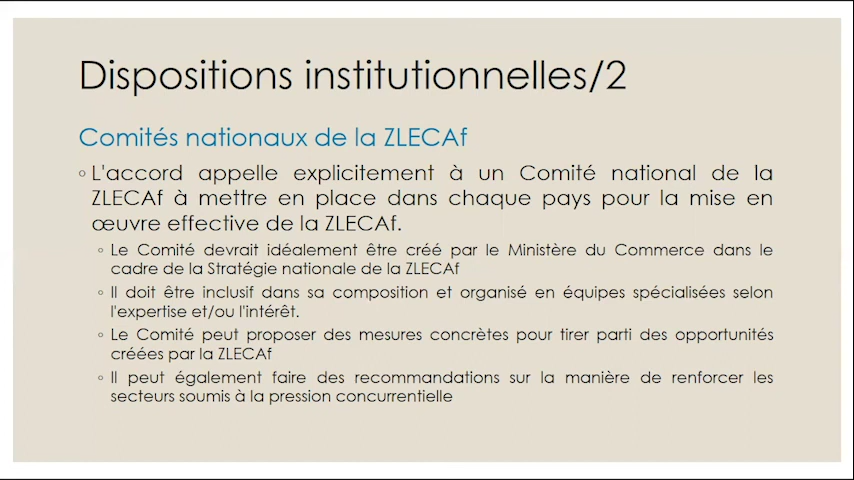 Dispositions institutionnelles/2
Comités nationaux de la ZLECAf
◦ L'accord appelle explicitement à un Comité national de la
ZLECAf à mettre en place dans chaque pays pour la mise en
œuvre effective de la ZLECAf.
◦ Le Comité devrait idéalement être créé par le Ministère du Commerce dans le
cadre de la Stratégie nationale de la ZLECAf
◦ Il doit être inclusif dans sa composition et organisé en équipes spécialisées selon
l'expertise et/ou l'intérêt.
◦ Le Comité peut proposer des mesures concrètes pour tirer parti des opportunités
créées par la ZLECAf
◦ Il peut également faire des recommandations sur la manière de renforcer les
secteurs soumis à la pression concurrentielle